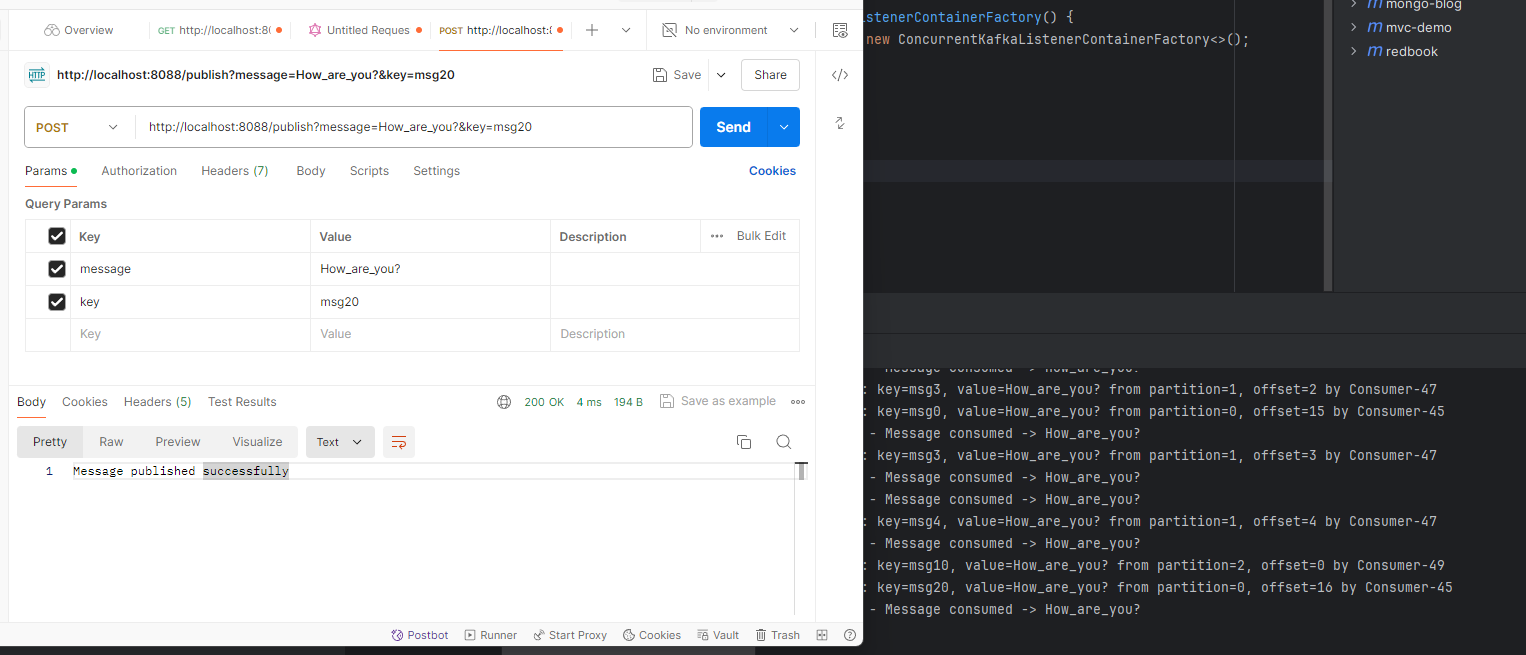 Overview
GET http://localhost:8
Untitled Reques
POST http://localhost:
No environment
HTTP http://localhost:8088/publish?message=How_are_you?&key=msg20
Save
Share
</>
POST
http://localhost:8088/publish?message=How_are_you?&key=msg20
Send
Params
Authorization
Headers (7)
Body
Scripts
Settings
Cookies
Query Params
Key Value Description Bulk Edit
message How_are_you?
key msg20
Key Value Description
Body Cookies Headers (5) Test Results
200 OK 4 ms 194 B Save as example
Pretty Raw Preview Visualize Text
1 Message published successfully
Postbot Runner Start Proxy Cookies Vault Trash
istenerContainerFactory() {
new ConcurrentKafkaListenerContainerFactory<>();
m mongo-blog
m mvc-demo
m redbook
- Message consumed -> How_are_you?
: key=msg3, value=How_are_you? from partition=1, offset=2 by Consumer-47
: key=msg0, value=How_are_you? from partition=0, offset=15 by Consumer-45
- Message consumed -> How_are_you?
: key=msg3, value=How_are_you? from partition=1, offset=3 by Consumer-47
- Message consumed -> How_are_you?
- Message consumed -> How_are_you?
: key=msg4, value=How_are_you? from partition=1, offset=4 by Consumer-47
- Message consumed -> How_are_you?
: key=msg10, value=How_are_you? from partition=2, offset=0 by Consumer-49
: key=msg20, value=How_are_you? from partition=0, offset=16 by Consumer-45
- Message consumed -> How_are_you?